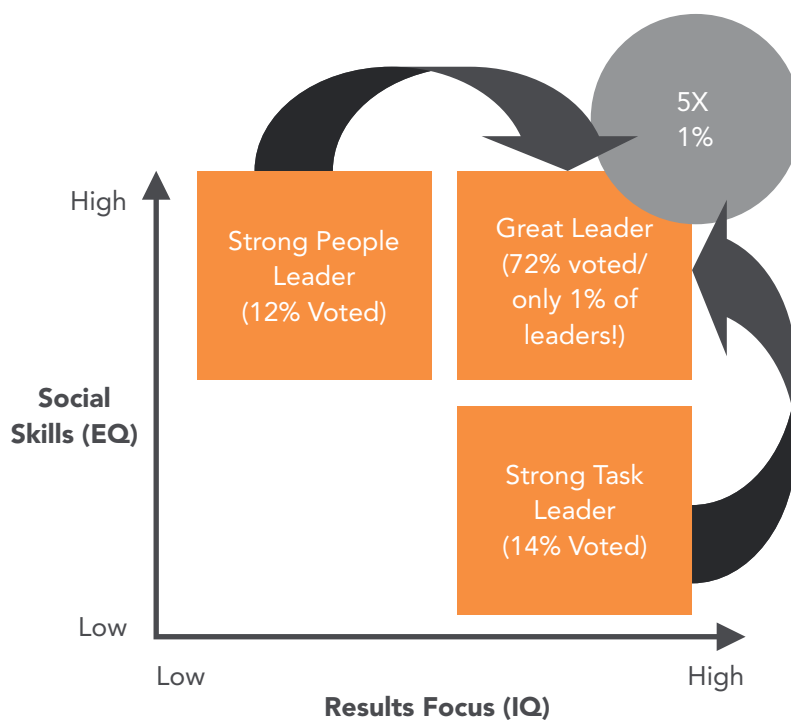 5X
1%
High
Strong People
Leader
(12% Voted)
Great Leader
(72% voted/
only 1% of
leaders!)
Social
Skills (EQ)
Strong Task
Leader
(14% Voted)
Low
Low
High
Results Focus (IQ)